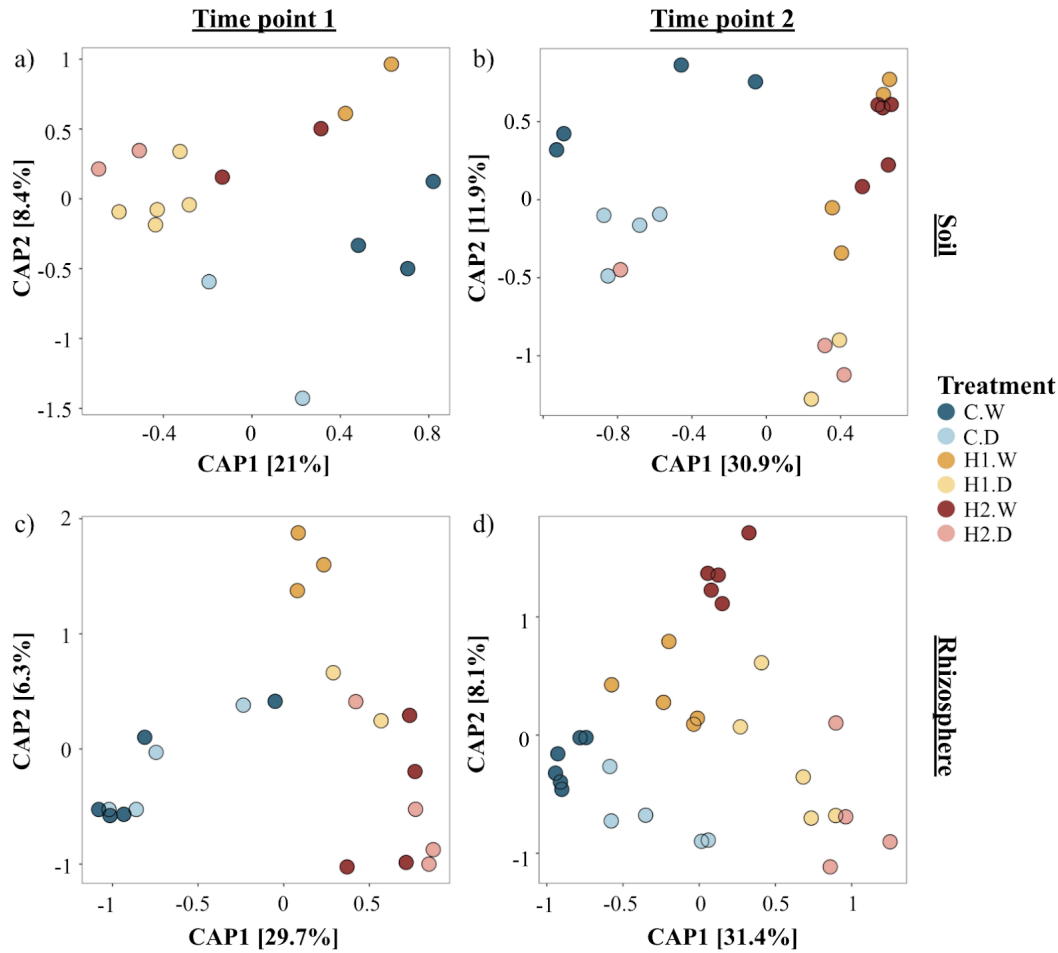 Time point 1
Time point 2
a)
1
0.5
0
-0.5
-1
-1.5
CAP2 [8.4%]
-0.4
0
0.4
0.8
CAP1 [21%]
b)
0.5
0
-0.5
-1
CAP2 [11.9%]
-0.8
-0.4
0
0.4
CAP1 [30.9%]
Soil
c)
2
1
0
-1
CAP2 [6.3%]
-1
-0.5
0
0.5
CAP1 [29.7%]
d)
1
0
-1
CAP2 [8.1%]
-1
-0.5
0
0.5
1
CAP1 [31.4%]
Rhizosphere
Treatment
C.W
C.D
H1.W
H1.D
H2.W
H2.D